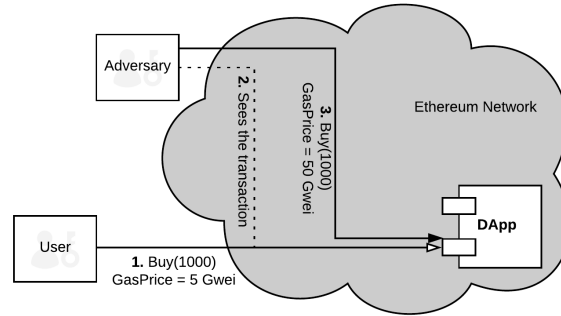 Adversary
2. Sees the transaction
3. Buy(1000)
GasPrice = 50 Gwei
Ethereum Network
DApp
User
1. Buy(1000)
GasPrice = 5 Gwei